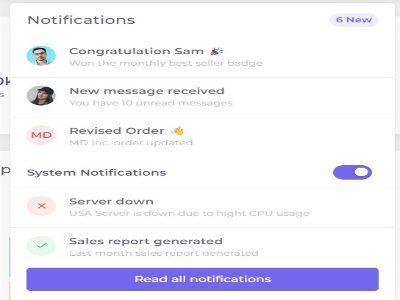 Notifications
6 New
Congratulation Sam 🎉
Won the monthly best seller badge
New message received
You have 10 unread messages
MD
Revised Order 👋
MD inc. order updated
System Notifications
Server down
USA Server is down due to hight CPU usage
Sales report generated
Last month sales report generated
Read all notifications